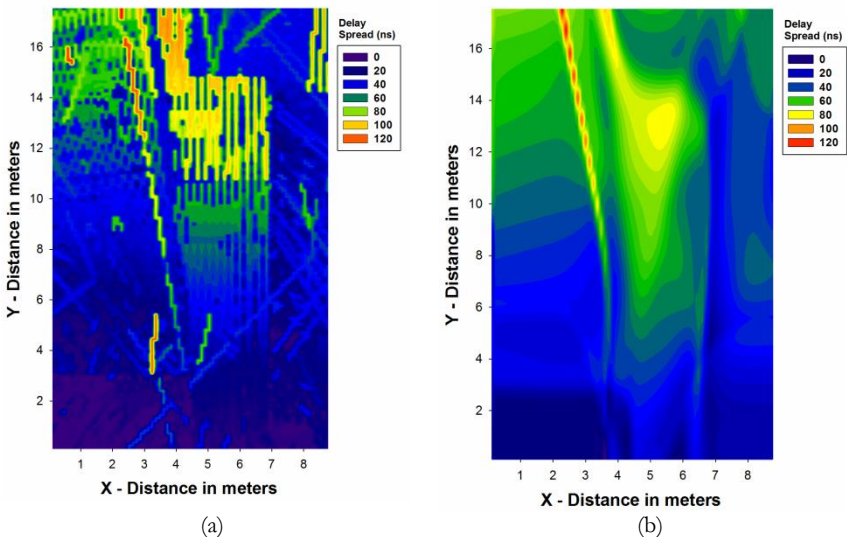 Delay
Spread (ns)
0
20
40
60
80
100
120
16
14
12
10
8
6
4
2
Y - Distance in meters
1 2 3 4 5 6 7 8
X - Distance in meters
(a)
Delay
Spread (ns)
0
20
40
60
80
100
120
16
14
12
10
8
6
4
2
Y - Distance in meters
1 2 3 4 5 6 7 8
X - Distance in meters
(b)